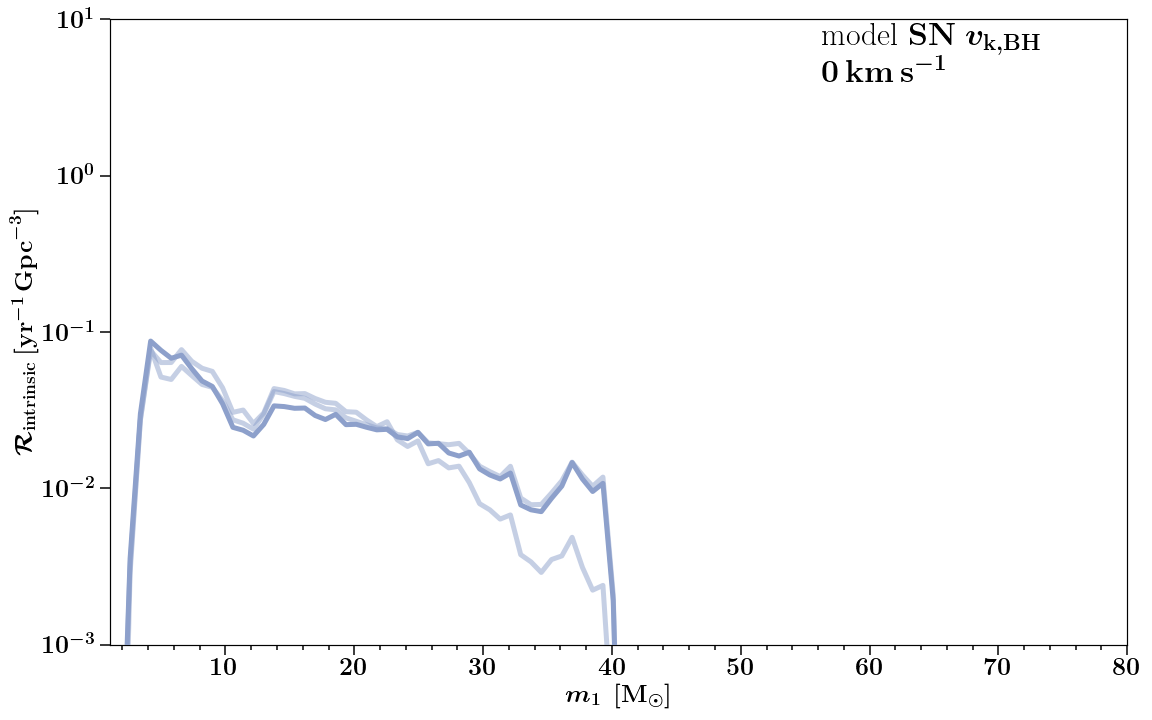 model SN v_k,BH
0 km s^−1
10^1
10^0
10^−1
10^−2
10^−3
R_intrinsic [yr^−1 Gpc^−3]
10 20 30 40 50 60 70 80
m_1 [M_⊙]